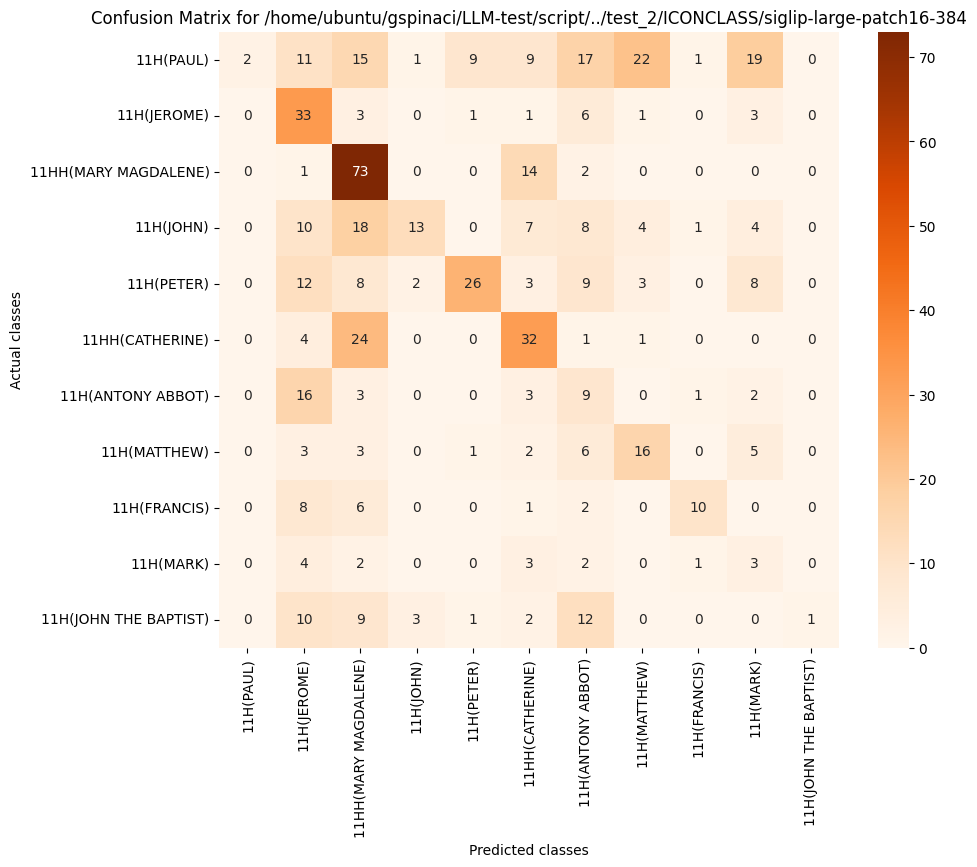 Confusion Matrix for /home/ubuntu/gspinaci/LLM-test/script/../test_2/ICONCLASS/siglip-large-patch16-384
11H(PAUL) 2 11 15 1 9 9 17 22 1 19 0
11H(JEROME) 0 33 3 0 1 1 6 1 0 3 0
11HH(MARY MAGDALENE) 0 1 73 0 0 14 2 0 0 0 0
11H(JOHN) 0 10 18 13 0 7 8 4 1 4 0
11H(PETER) 0 12 8 2 26 3 9 3 0 8 0
11HH(CATHERINE) 0 4 24 0 0 32 1 1 0 0 0
11H(ANTONY ABBOT) 0 16 3 0 0 3 9 0 1 2 0
11H(MATTHEW) 0 3 3 0 1 2 6 16 0 5 0
11H(FRANCIS) 0 8 6 0 0 1 2 0 10 0 0
11H(MARK) 0 4 2 0 0 3 2 0 1 3 0
11H(JOHN THE BAPTIST) 0 10 9 3 1 2 12 0 0 0 1
Actual classes
11H(PAUL)
11H(JEROME)
11HH(MARY MAGDALENE)
11H(JOHN)
11H(PETER)
11HH(CATHERINE)
11H(ANTONY ABBOT)
11H(MATTHEW)
11H(FRANCIS)
11H(MARK)
11H(JOHN THE BAPTIST)
Predicted classes
70
60
50
40
30
20
10
0